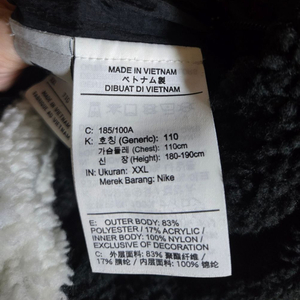 MADE IN VIETNAM
ベトナム製
DIBUAT DI VIETNAM
C: 185/100A
K: 호칭 (Generic): 110
가슴둘레 (Chest): 110cm
신 장 (Height): 180-190cm
IN: Ukuran: XXL
Merek Barang: Nike
E: OUTER BODY: 83%
POLYESTER / 17% ACRYLIC /
INNER BODY: 100% NYLON /
EXCLUSIVE OF DECORATION
C: 外层面料: 83% 聚酯纤维 /
17% 腈纶 / 内层面料: 100% 锦纶